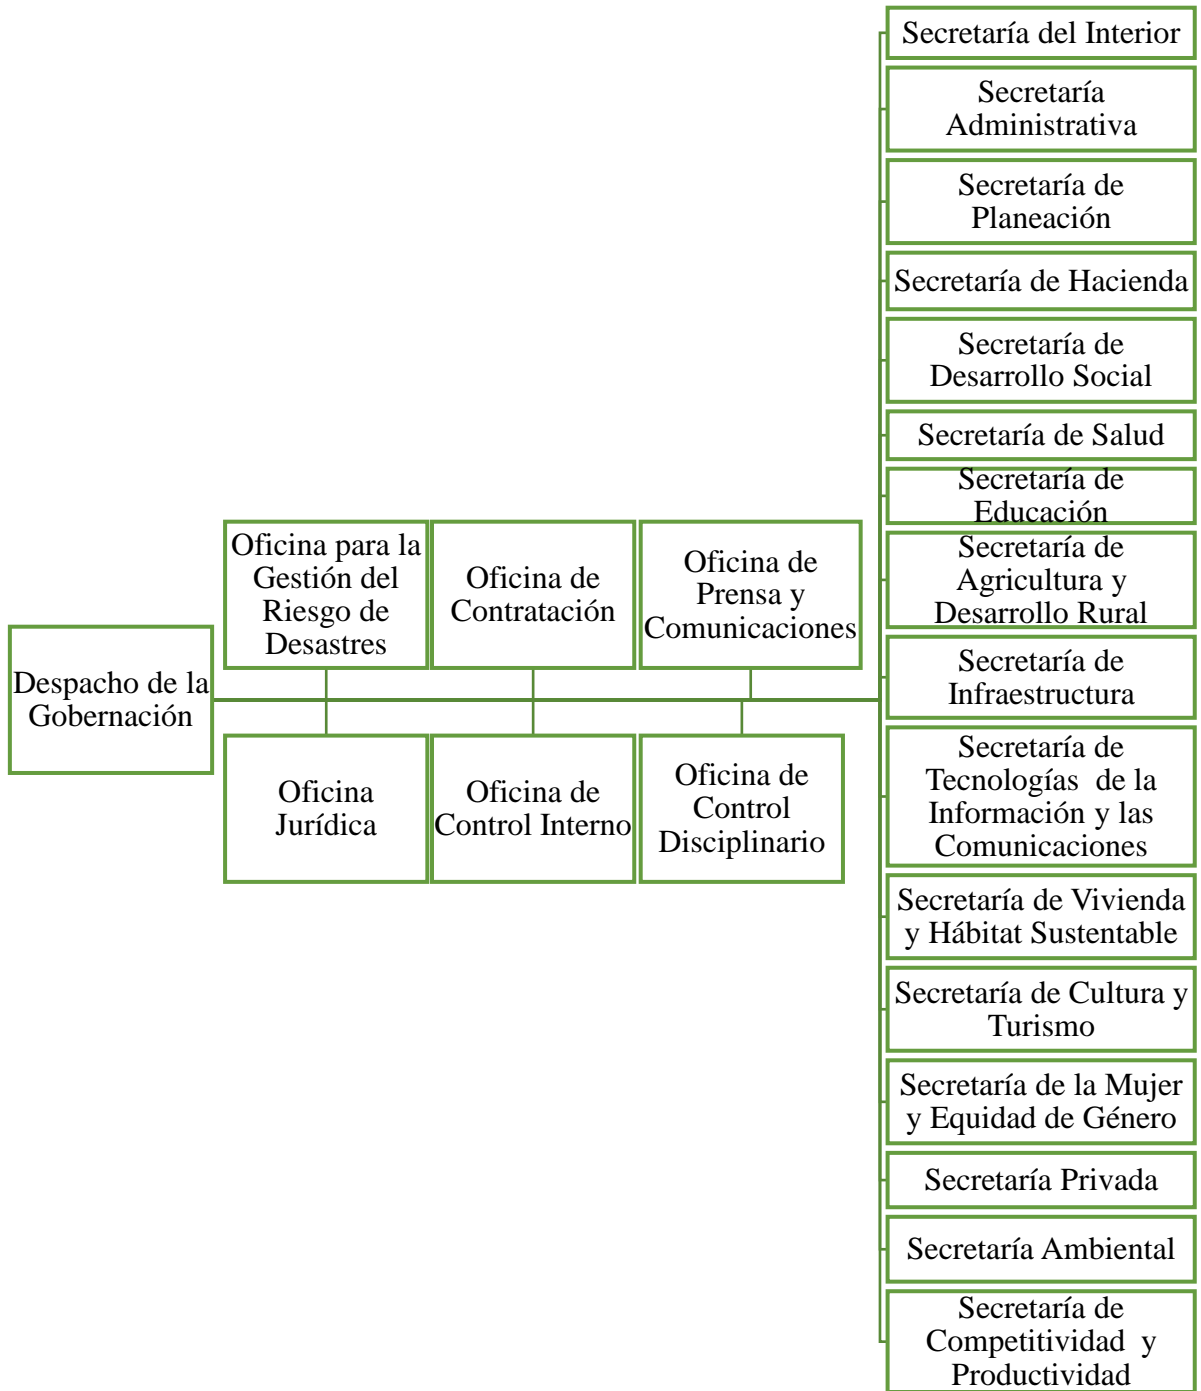 Despacho de la
Gobernación
Oficina para la
Gestión del
Riesgo de
Desastres
Oficina de
Contratación
Oficina de
Prensa y
Comunicaciones
Oficina
Jurídica
Oficina de
Control Interno
Oficina de
Control
Disciplinario
Secretaría del Interior
Secretaría
Administrativa
Secretaría de
Planeación
Secretaría de Hacienda
Secretaría de
Desarrollo Social
Secretaría de Salud
Secretaría de
Educación
Secretaría de
Agricultura y
Desarrollo Rural
Secretaría de
Infraestructura
Secretaría de
Tecnologías  de la
Información y las
Comunicaciones
Secretaría de Vivienda
y Hábitat Sustentable
Secretaría de Cultura y
Turismo
Secretaría de la Mujer
y Equidad de Género
Secretaría Privada
Secretaría Ambiental
Secretaría de
Competitividad  y
Productividad